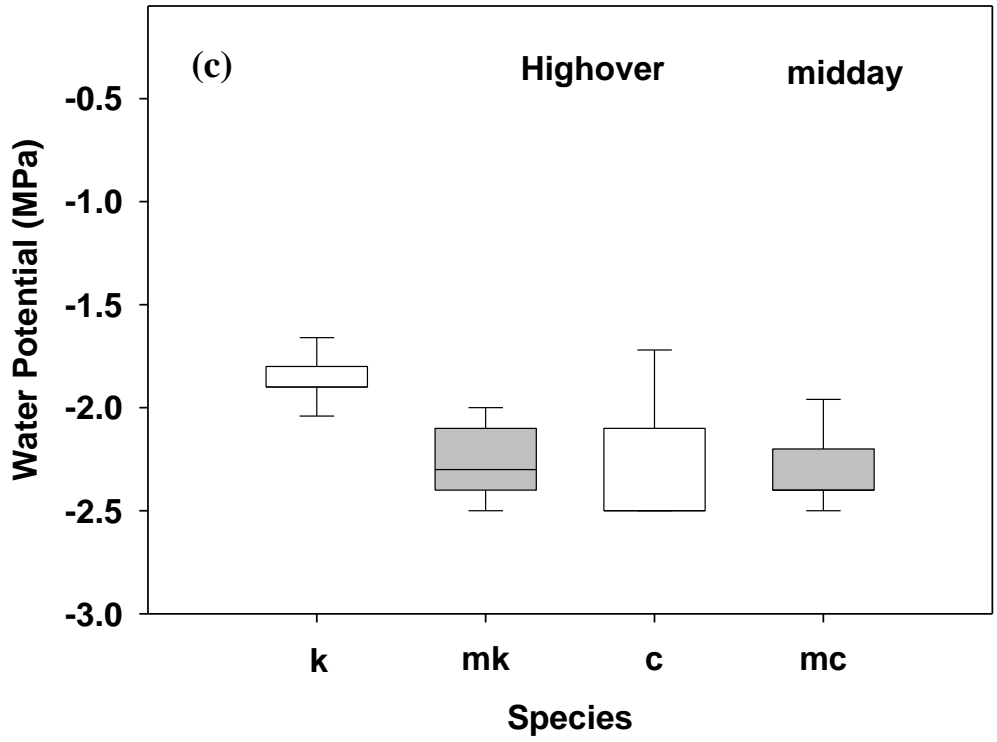 (c) Highover midday
-0.5
-1.0
-1.5
-2.0
-2.5
-3.0
Water Potential (MPa)
k mk c mc
Species